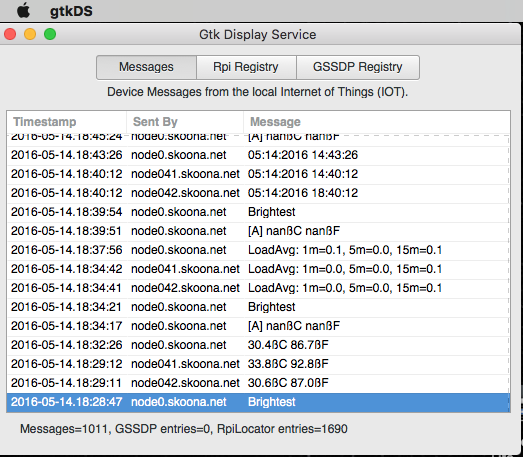 gtkDS
Gtk Display Service
Messages Rpi Registry GSSDP Registry
Device Messages from the local Internet of Things (IOT).
Timestamp Sent By Message
2016-05-14.18:45:24 node0.skoona.net [A] nanßC nanßF
2016-05-14.18:43:26 node0.skoona.net 05:14:2016 14:43:26
2016-05-14.18:40:12 node041.skoona.net 05:14:2016 14:40:12
2016-05-14.18:40:12 node042.skoona.net 05:14:2016 18:40:12
2016-05-14.18:39:54 node0.skoona.net Brightest
2016-05-14.18:39:51 node0.skoona.net [A] nanßC nanßF
2016-05-14.18:37:56 node0.skoona.net LoadAvg: 1m=0.1, 5m=0.0, 15m=0.1
2016-05-14.18:34:42 node041.skoona.net LoadAvg: 1m=0.0, 5m=0.0, 15m=0.1
2016-05-14.18:34:41 node042.skoona.net LoadAvg: 1m=0.0, 5m=0.0, 15m=0.1
2016-05-14.18:34:21 node0.skoona.net Brightest
2016-05-14.18:34:17 node0.skoona.net [A] nanßC nanßF
2016-05-14.18:32:26 node0.skoona.net 30.4ßC 86.7ßF
2016-05-14.18:29:12 node041.skoona.net 33.8ßC 92.8ßF
2016-05-14.18:29:11 node042.skoona.net 30.6ßC 87.0ßF
2016-05-14.18:28:47 node0.skoona.net Brightest
Messages=1011, GSSDP entries=0, RpiLocator entries=1690